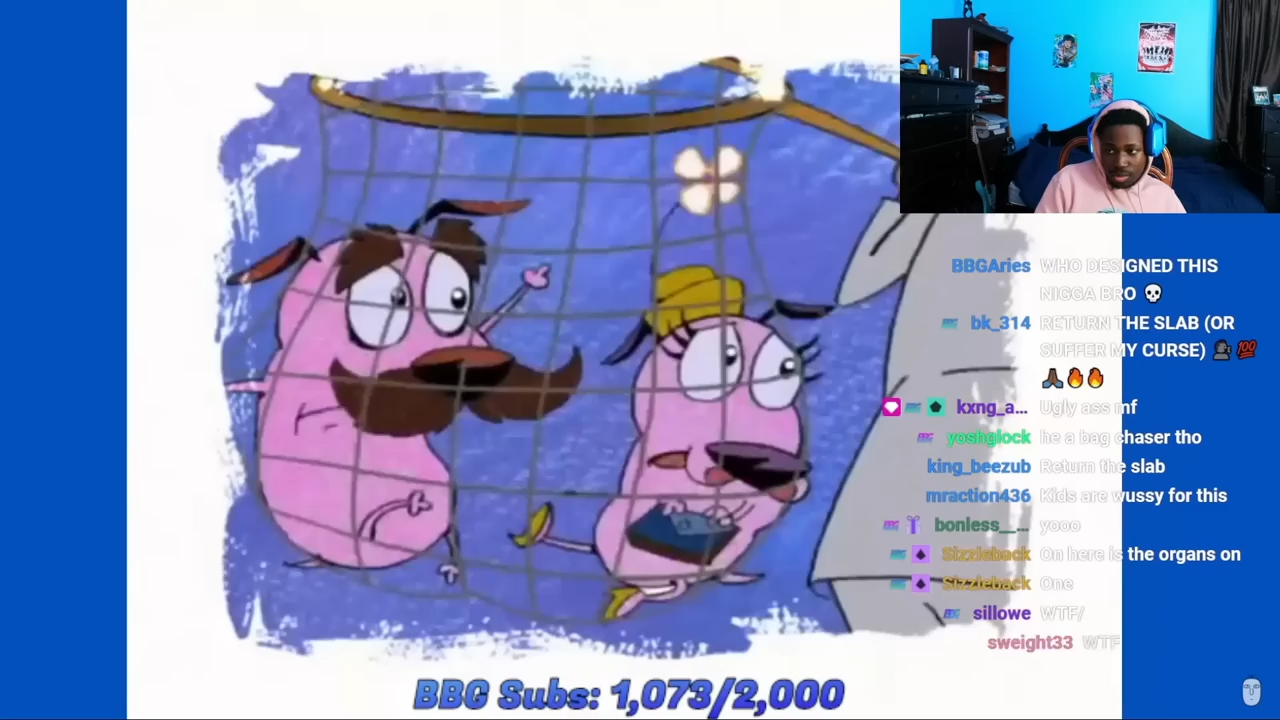 BBGAries WHO DESIGNED THIS
NIGGA BRO 💀
bk_314 RETURN THE SLAB (OR
SUFFER MY CURSE) 🗣️💯
🙏🏾🔥🔥
kxng_a... Ugly ass mf
yoshglock he a bag chaser tho
king_beezub Return the slab
mraction436 Kids are wussy for this
bonless__... yooo
Sizzleback On here is the organs on
Sizzleback One
sillowe WTF/
sweight33 WTF
BBG Subs: 1,073/2,000